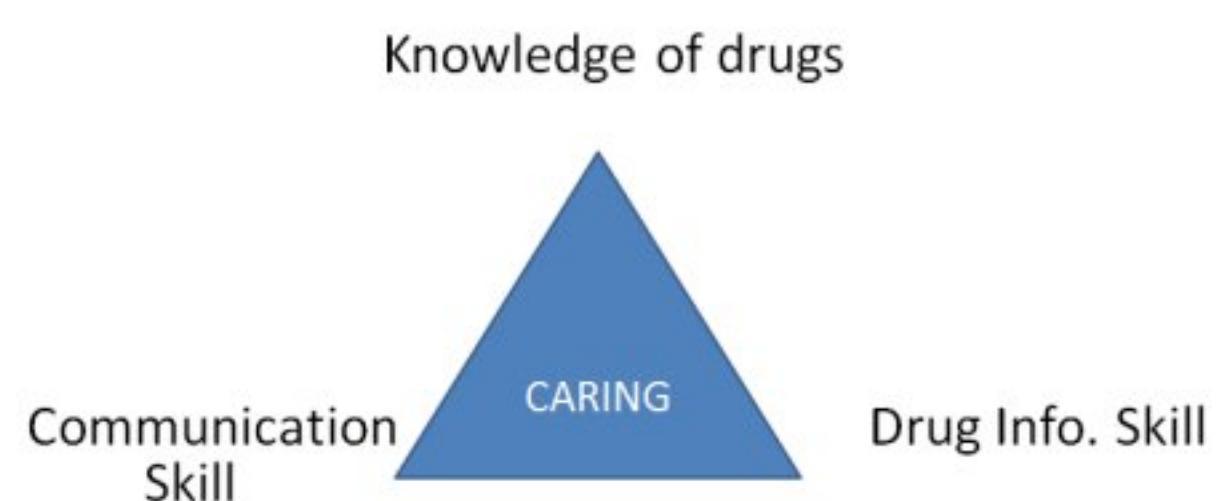 Knowledge of drugs
CARING
Communication
Skill
Drug Info. Skill